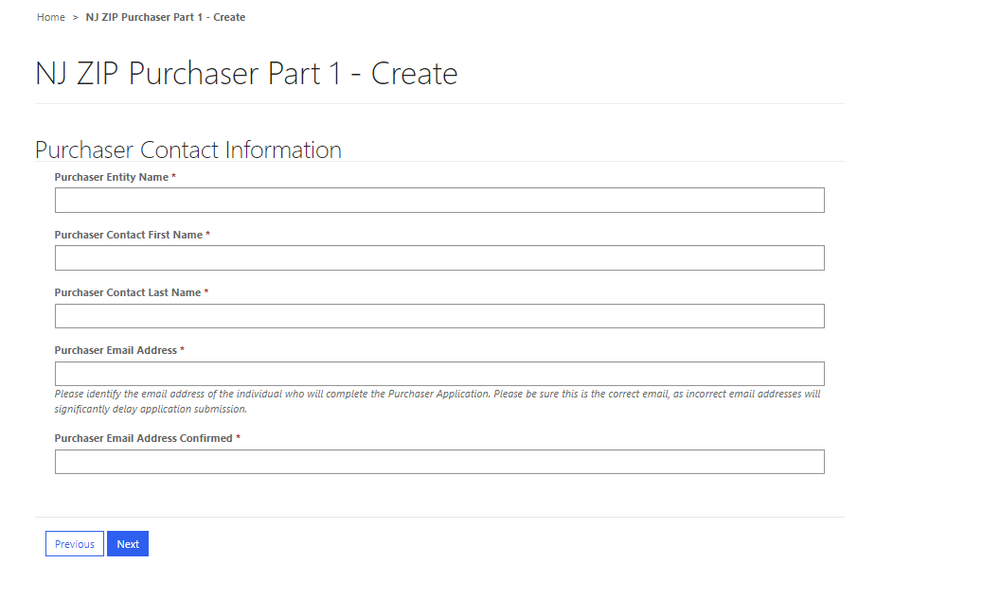 Home > NJ ZIP Purchaser Part 1 - Create
NJ ZIP Purchaser Part 1 - Create
Purchaser Contact Information
Purchaser Entity Name *
Purchaser Contact First Name *
Purchaser Contact Last Name *
Purchaser Email Address *
Please identify the email address of the individual who will complete the Purchaser Application. Please be sure this is the correct email, as incorrect email addresses will
significantly delay application submission.
Purchaser Email Address Confirmed *
Previous Next